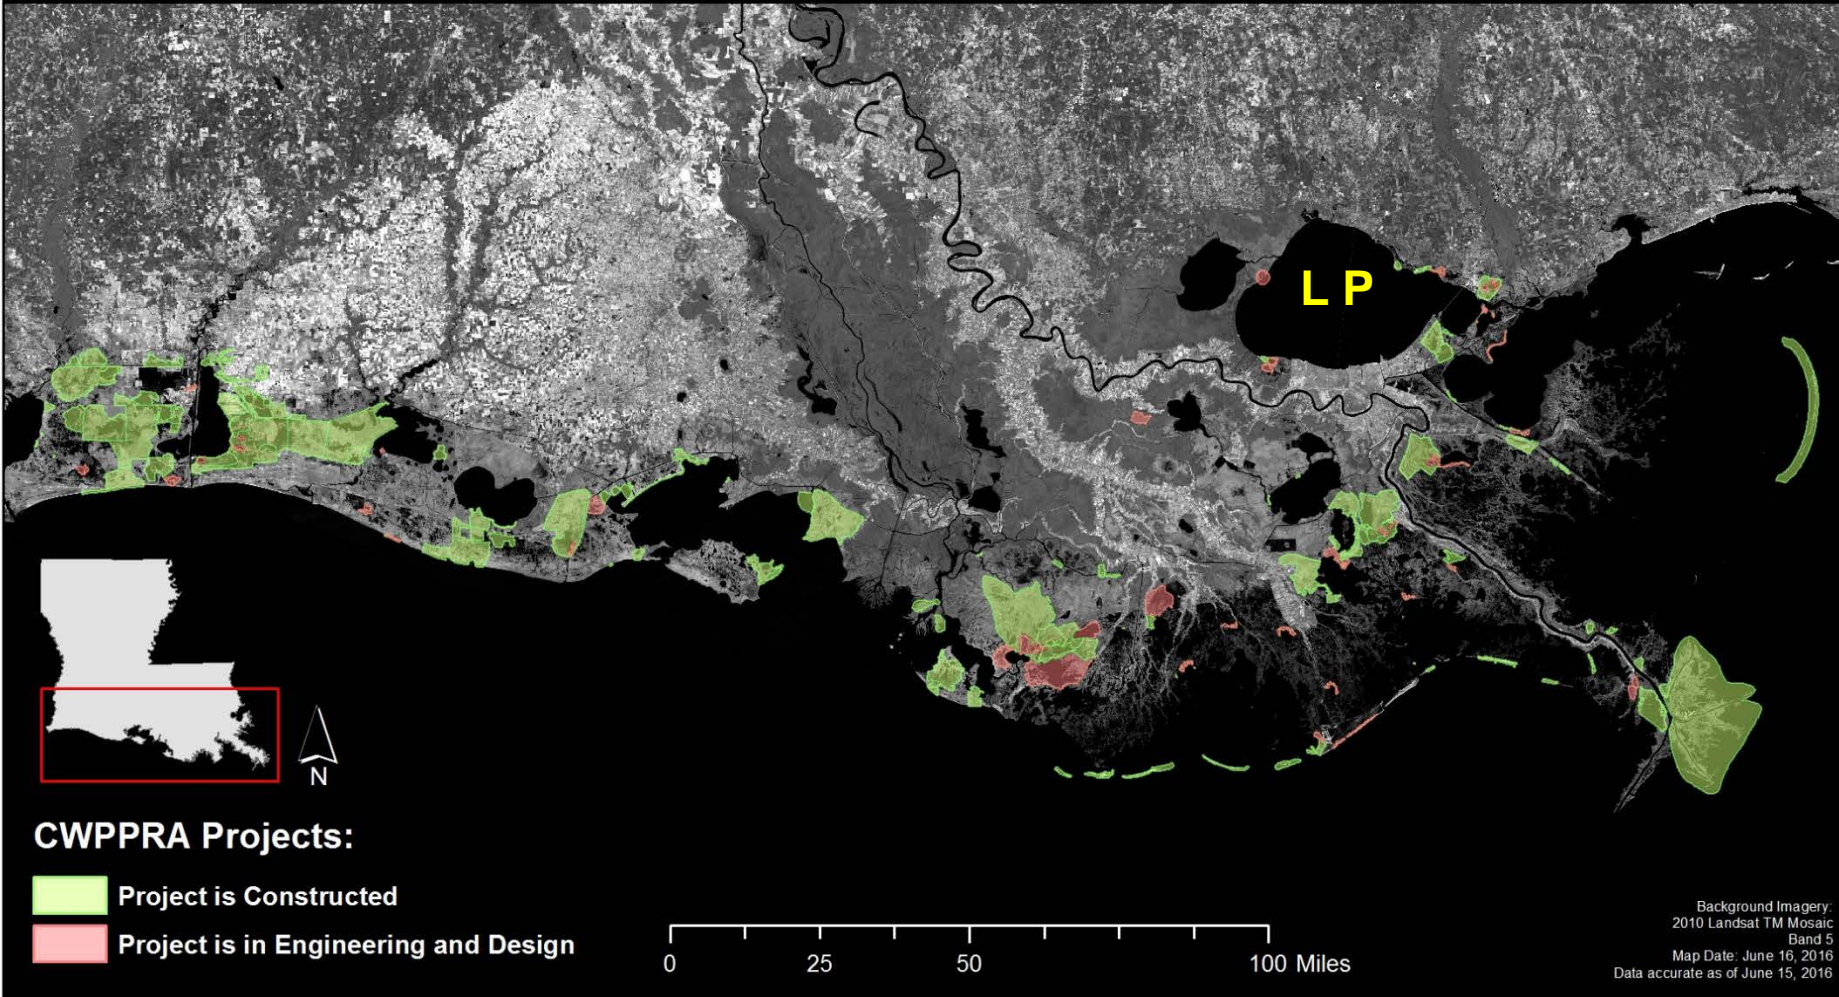 L P
N
CWPPRA Projects:
Project is Constructed
Project is in Engineering and Design
0 25 50 100 Miles
Background Imagery:
2010 Landsat TM Mosaic
Band 5
Map Date: June 16, 2016
Data accurate as of June 15, 2016